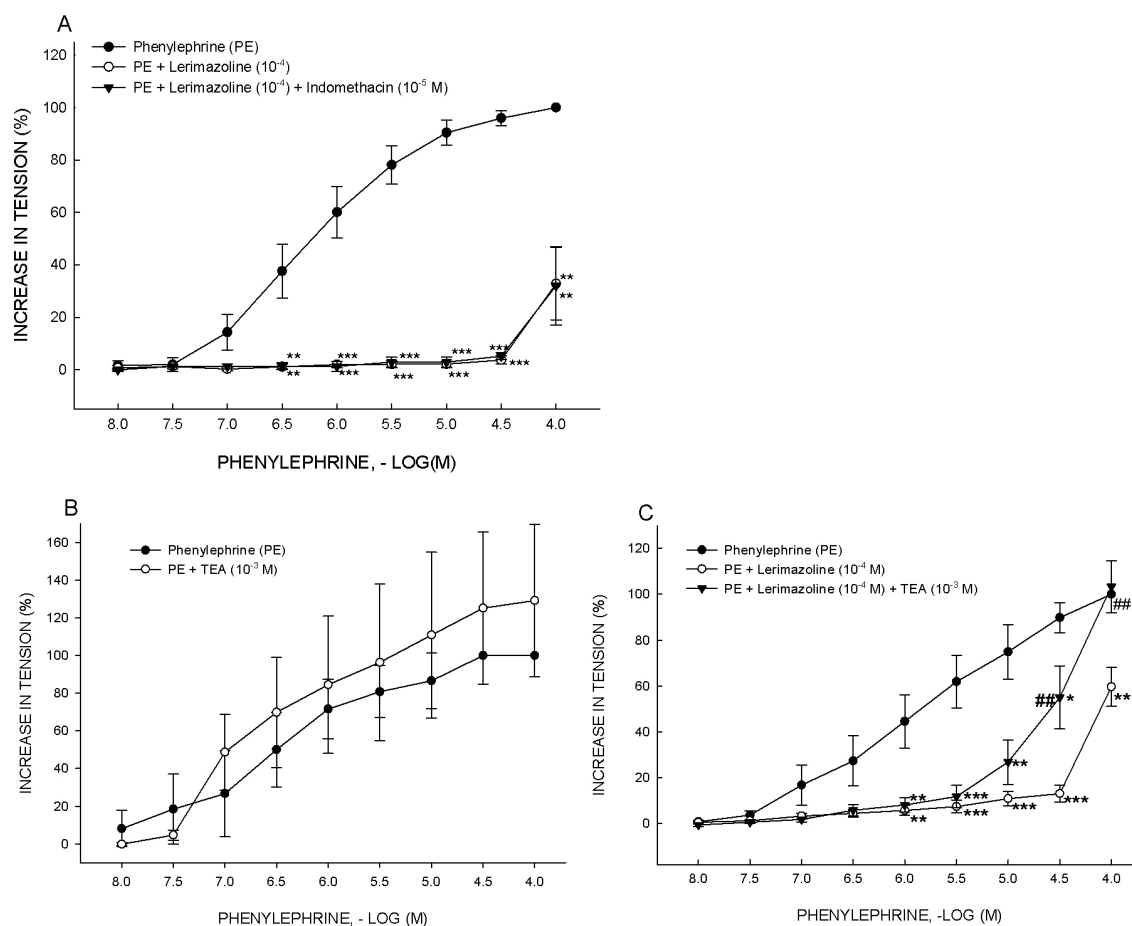 A
Phenylephrine (PE)
PE + Lerimazoline (10⁻⁴)
PE + Lerimazoline (10⁻⁴) + Indomethacin (10⁻⁵ M)
INCREASE IN TENSION (%)
120
100
80
60
40
20
0
** *** *** *** *** **
** *** *** *** *** **
8.0 7.5 7.0 6.5 6.0 5.5 5.0 4.5 4.0
PHENYLEPHRINE, - LOG(M)
B
Phenylephrine (PE)
PE + TEA (10⁻³ M)
INCREASE IN TENSION (%)
160
140
120
100
80
60
40
20
0
8.0 7.5 7.0 6.5 6.0 5.5 5.0 4.5 4.0
PHENYLEPHRINE, - LOG (M)
C
Phenylephrine (PE)
PE + Lerimazoline (10⁻⁴ M)
PE + Lerimazoline (10⁻⁴ M) + TEA (10⁻³ M)
INCREASE IN TENSION (%)
120
100
80
60
40
20
0
##
## *
**
**
** ***
** *** *** ***
8.0 7.5 7.0 6.5 6.0 5.5 5.0 4.5 4.0
PHENYLEPHRINE, -LOG (M)